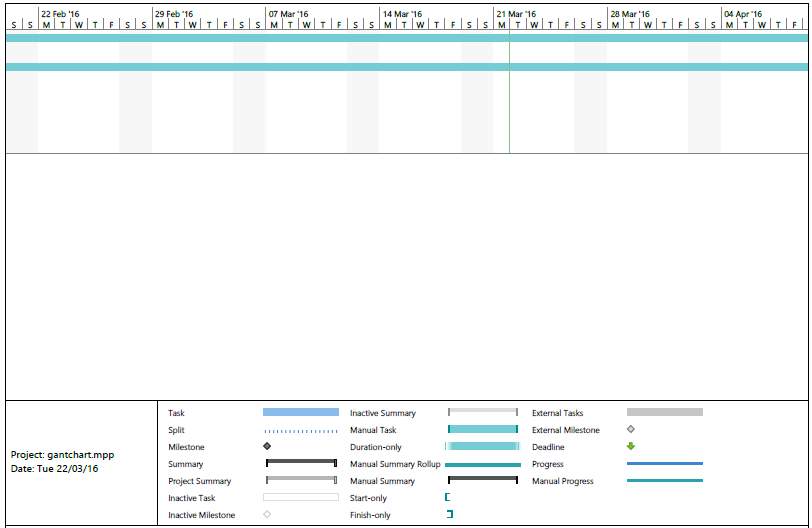 22 Feb '16 29 Feb '16 07 Mar '16 14 Mar '16 21 Mar '16 28 Mar '16 04 Apr '16
S S M T W T F S S M T W T F S S M T W T F S S M T W T F S S M T W T F S S M T W T F S S M T W T F
Task Inactive Summary External Tasks
Split Manual Task External Milestone
Milestone Duration-only Deadline
Project: gantchart.mpp
Date: Tue 22/03/16
Summary Manual Summary Rollup Progress
Project Summary Manual Summary Manual Progress
Inactive Task Start-only
Inactive Milestone Finish-only